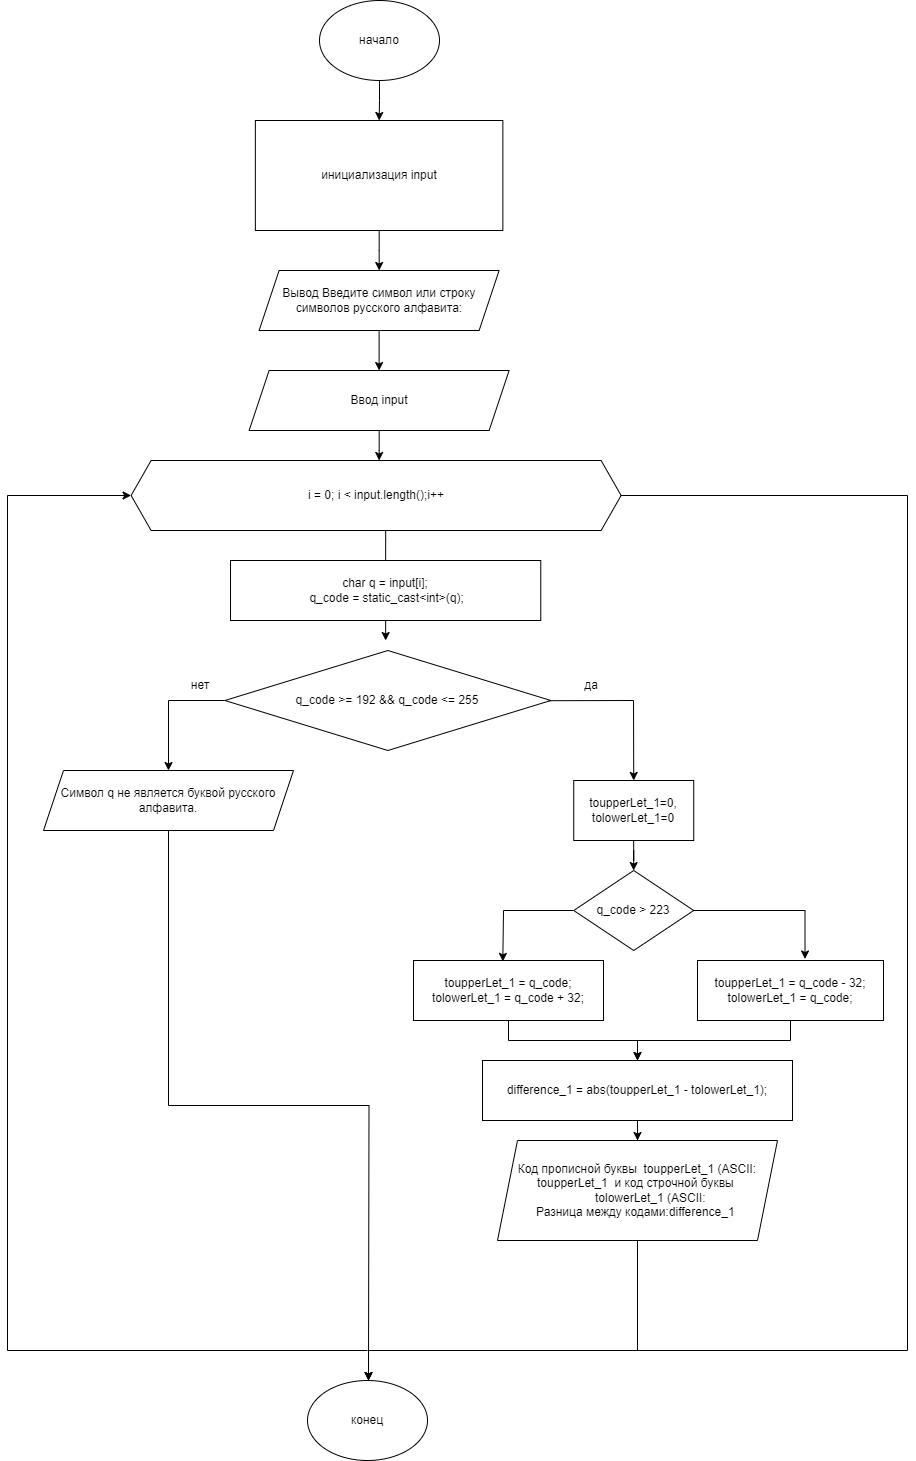 начало
инициализация input
Вывод Введите символ или строку
символов русского алфавита:
Ввод input
i = 0; i < input.length();i++
char q = input[i];
q_code = static_cast<int>(q);
нет
q_code >= 192 && q_code <= 255
да
Символ q не является буквой русского
алфавита.
toupperLet_1=0,
tolowerLet_1=0
q_code > 223
toupperLet_1 = q_code;
tolowerLet_1 = q_code + 32;
toupperLet_1 = q_code - 32;
tolowerLet_1 = q_code;
difference_1 = abs(toupperLet_1 - tolowerLet_1);
Код прописной буквы toupperLet_1 (ASCII:
toupperLet_1 и код строчной буквы
tolowerLet_1 (ASCII:
Разница между кодами:difference_1
конец